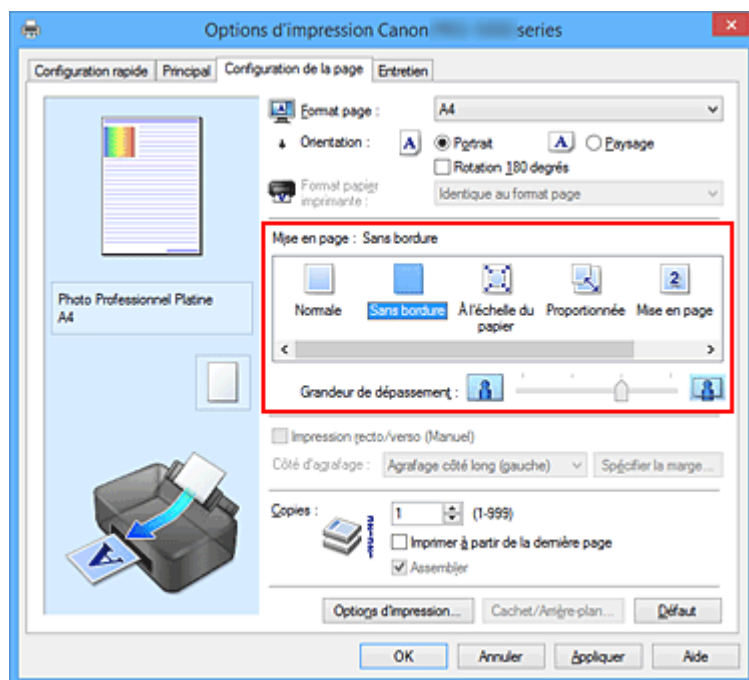 Options d'impression Canon series
Configuration rapide Principal Configuration de la page Entretien
Format page : A4
Orientation : A Portrait A Paysage
Rotation 180 degrés
Format papier imprimante : Identique au format page
Mise en page : Sans bordure
Normale Sans bordure À l'échelle du papier Proportionnée Mise en page
2
Photo Professionnel Platine
A4
Grandeur de dépassement :
Impression recto/verso (Manuel)
Côté d'agrafage : Agrafage côté long (gauche) Spécifier la marge...
Copies : 1 (1-999)
Imprimer à partir de la dernière page
Assembler
A
Options d'impression... Cachet/Arrière-plan... Défaut
OK Annuler Appliquer Aide